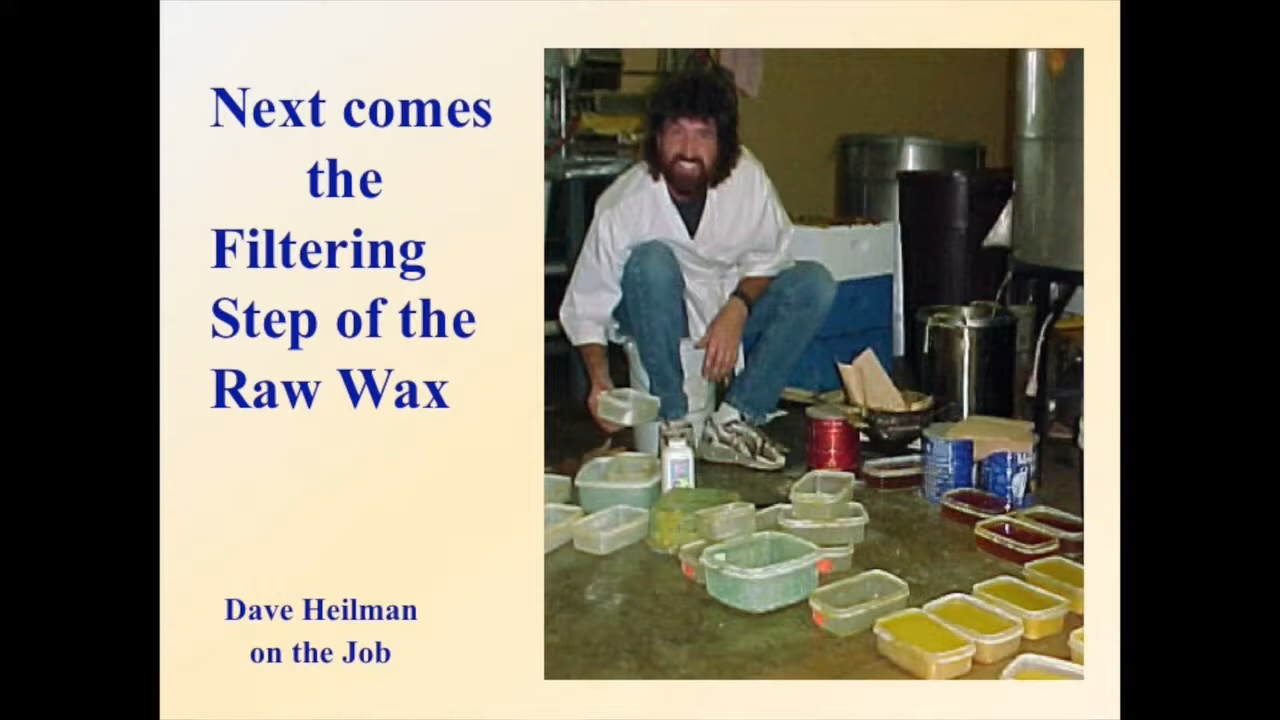 Next comes
the
Filtering
Step of the
Raw Wax
Dave Heilman
on the Job